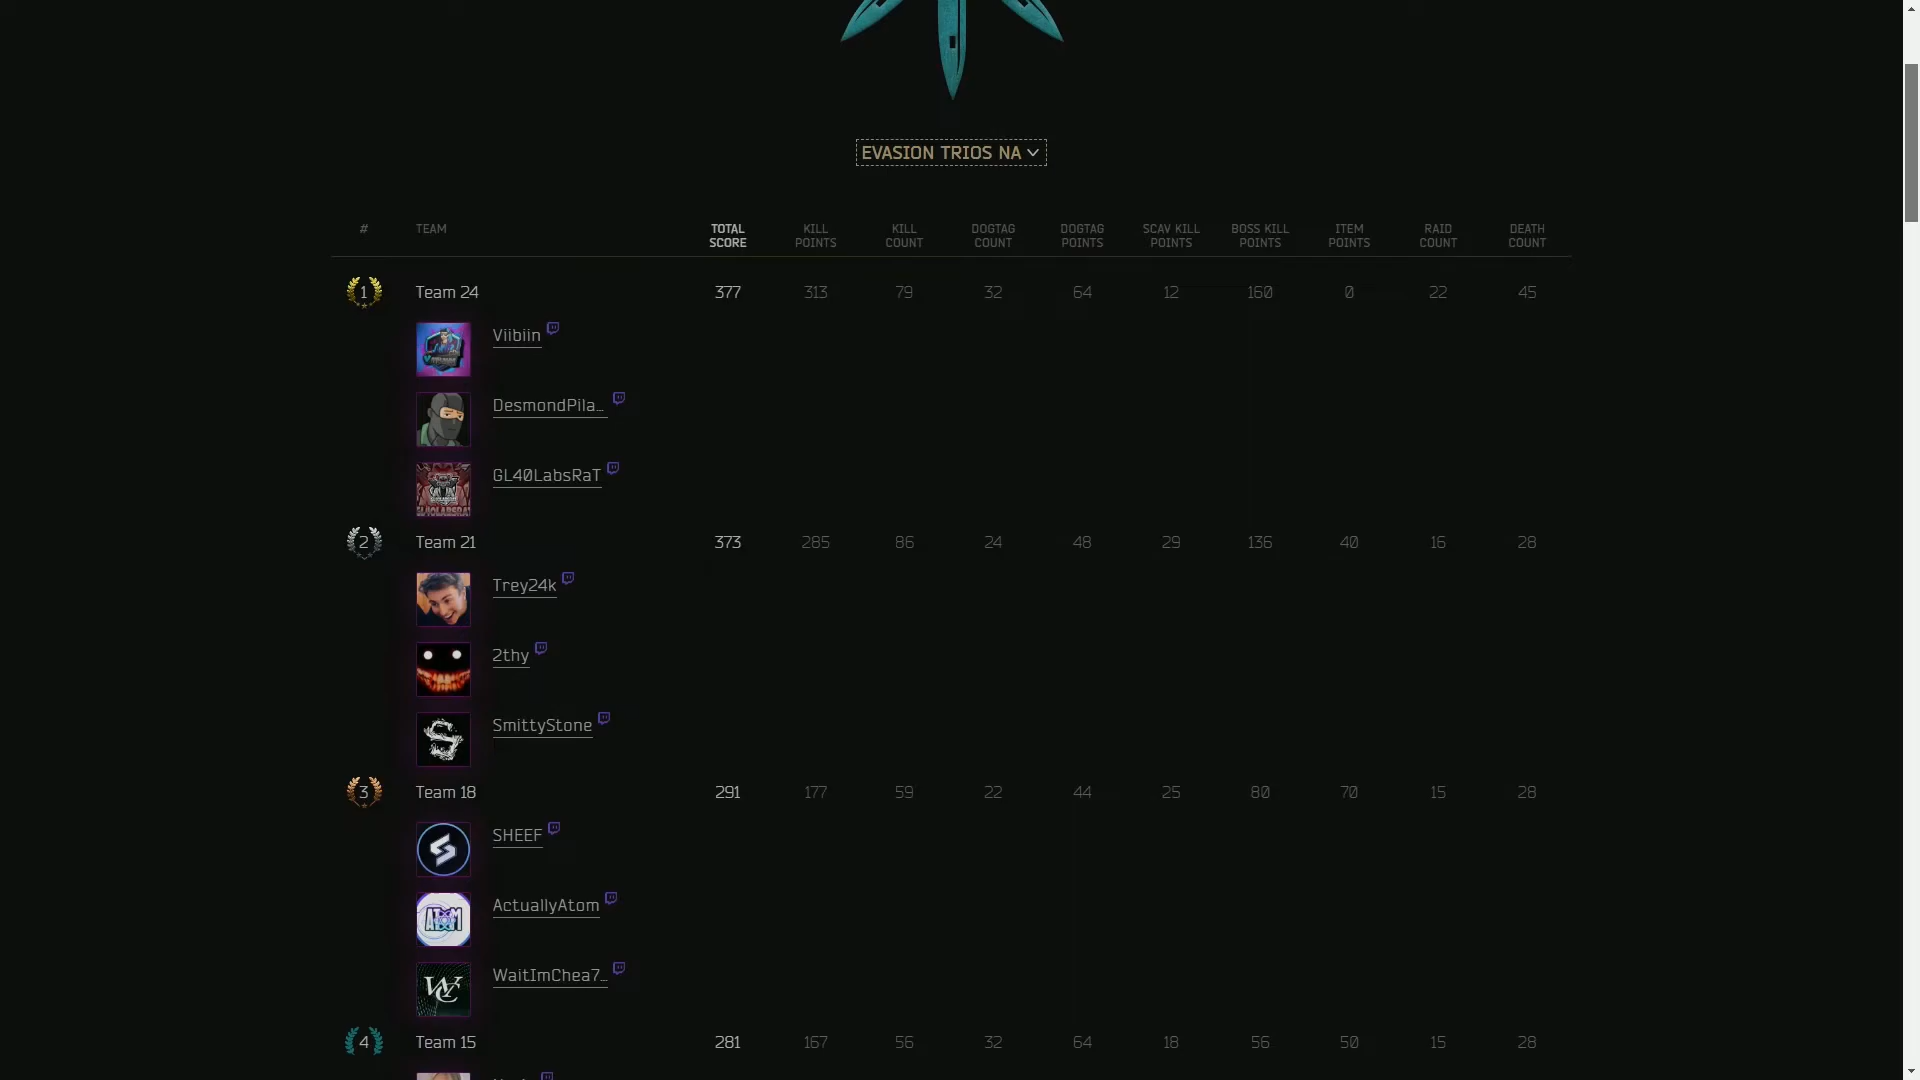 EVASION TRIOS NA
# TEAM TOTAL SCORE KILL POINTS KILL COUNT DOGTAG COUNT DOGTAG POINTS SCAV KILL POINTS BOSS KILL POINTS ITEM POINTS RAID COUNT DEATH COUNT
1 Team 24 377 313 79 32 64 12 160 0 22 45
Viibiin
DesmondPila...
GL40LabsRaT
2 Team 21 373 285 86 24 48 29 136 40 16 28
Trey24k
2thy
SmittyStone
3 Team 18 291 177 59 22 44 25 80 70 15 28
SHEEF
ActuallyAtom
ATOM
WaitImChea7...
WC
4 Team 15 281 167 56 32 64 18 56 50 15 28